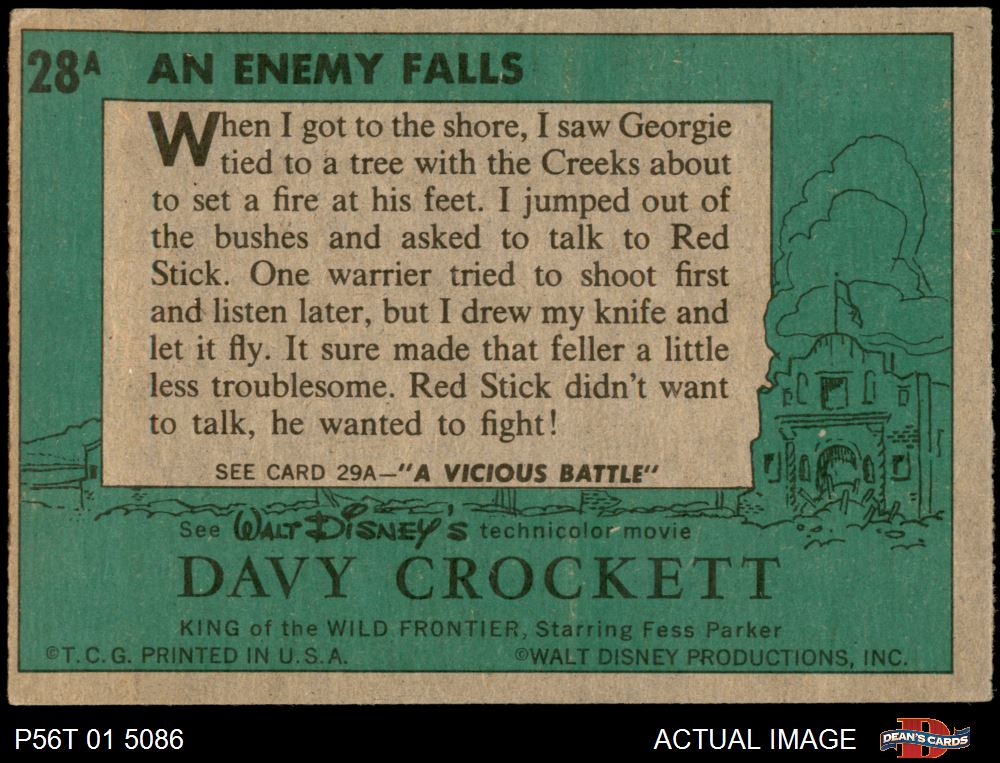 28A AN ENEMY FALLS
When I got to the shore, I saw Georgie
tied to a tree with the Creeks about
to set a fire at his feet. I jumped out of
the bushes and asked to talk to Red
Stick. One warrier tried to shoot first
and listen later, but I drew my knife and
let it fly. It sure made that feller a little
less troublesome. Red Stick didn't want
to talk, he wanted to fight!
SEE CARD 29A—"A VICIOUS BATTLE"
See WALT DISNEY'S technicolor movie
DAVY CROCKETT
KING of the WILD FRONTIER, Starring Fess Parker
©T.C.G. PRINTED IN U.S.A. ©WALT DISNEY PRODUCTIONS, INC.
P56T 01 5086 ACTUAL IMAGE D DEAN'S CARDS